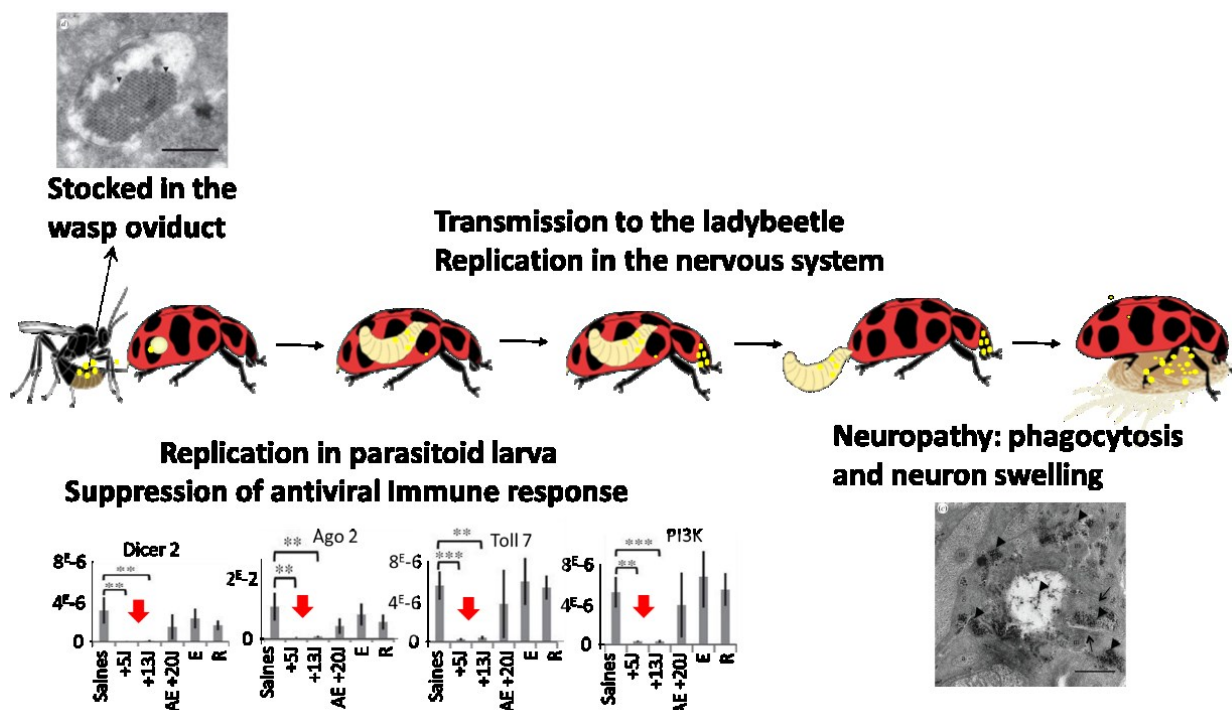 Stocked in the
wasp oviduct
Transmission to the ladybeetle
Replication in the nervous system
Replication in parasitoid larva
Suppression of antiviral Immune response
Neuropathy: phagocytosis
and neuron swelling
Dicer 2
8E-6
4E-6
0
**
**
Saines
+5J
+13J
AE +20J
E
R
Ago 2
2E-2
0
**
**
Saines
+5J
+13J
AE +20J
E
R
Toll 7
8E-6
4E-6
0
**
***
Saines
+5J
+13J
AE +20J
E
R
PI3K
8E-6
4E-6
0
***
**
Saines
+5J
+13J
AE +20J
E
R